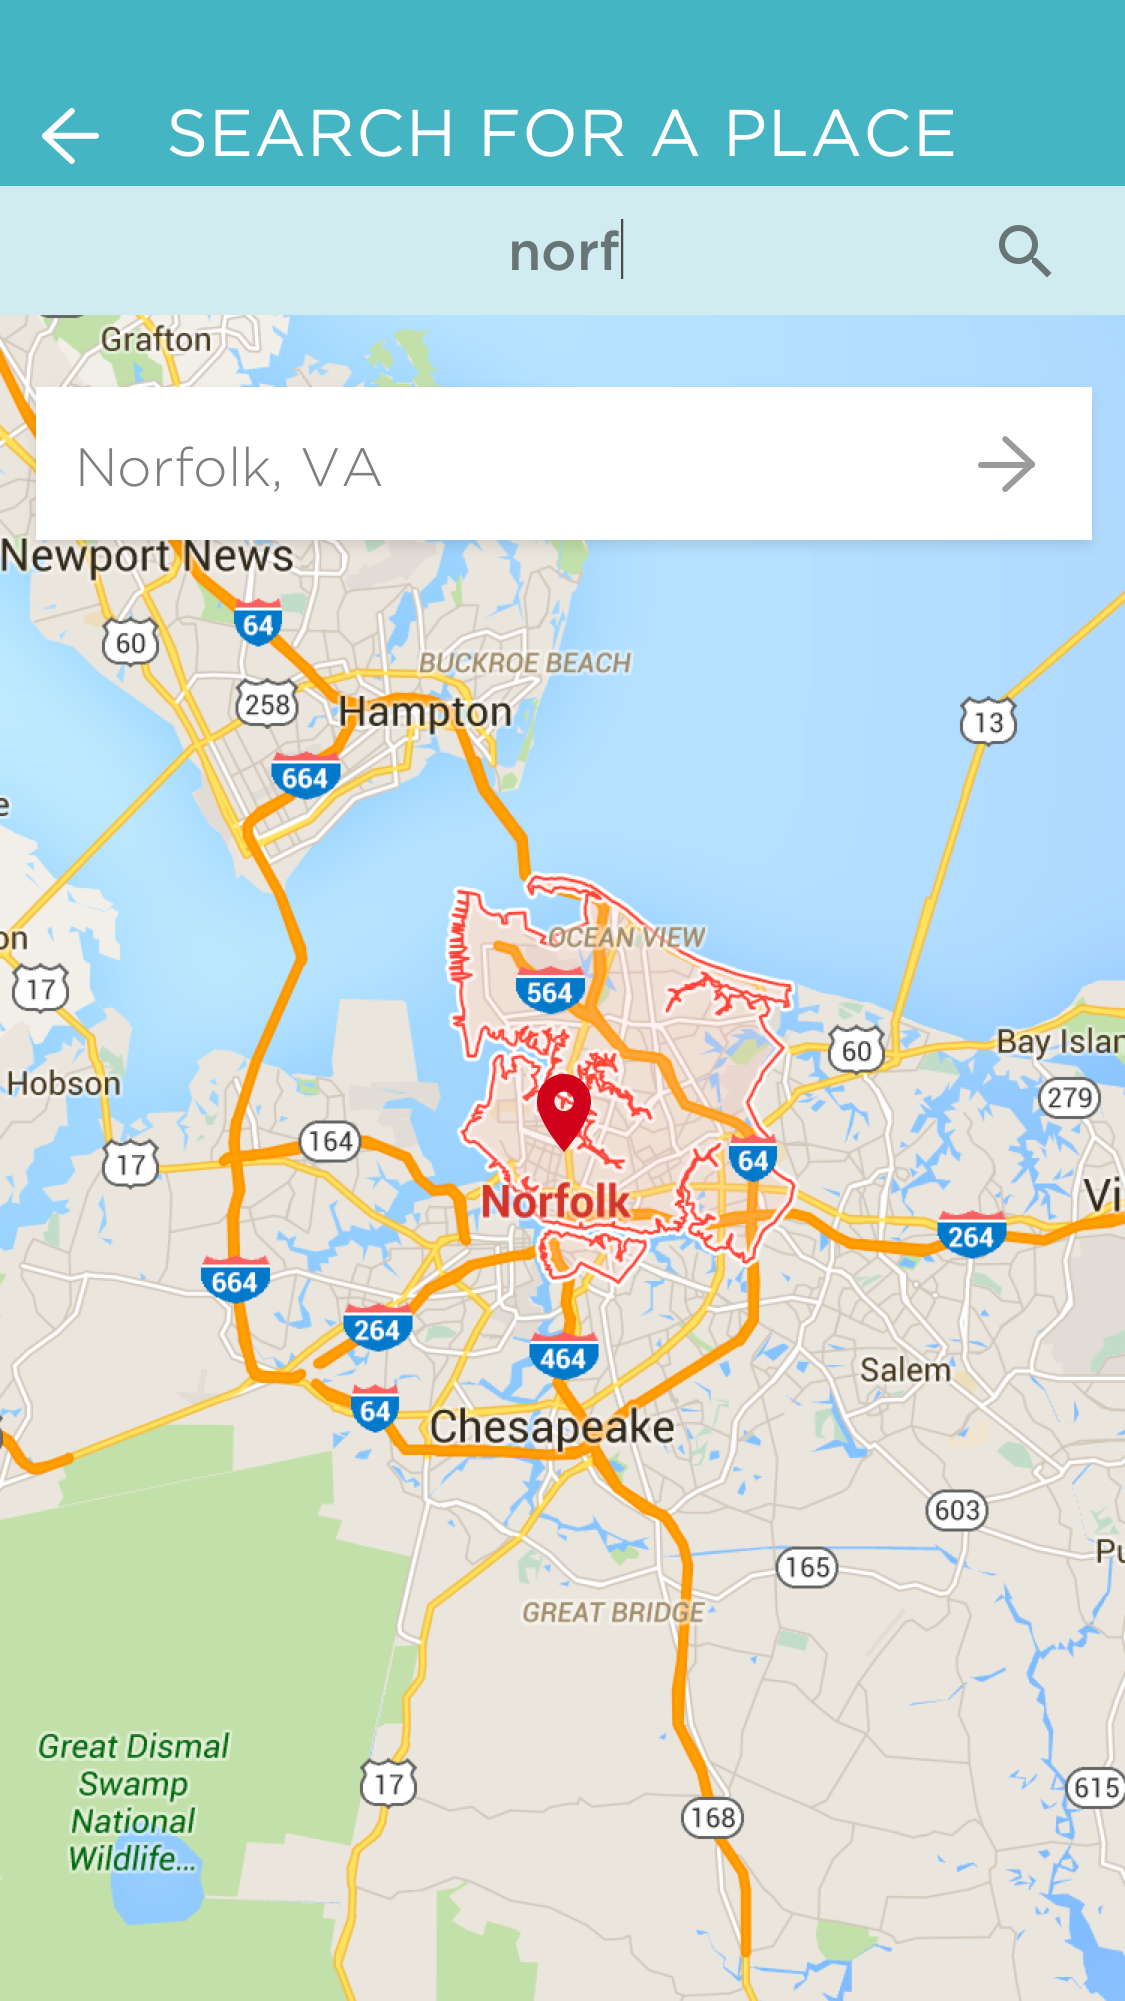 SEARCH FOR A PLACE
norf
Grafton
Norfolk, VA
Newport News
64
60
BUCKROE BEACH
258
Hampton
13
664
e
OCEAN VIEW
on
17
564
60
Bay Islan
Hobson
279
164
17
64
Vi
Norfolk
264
664
264
464
Salem
64
Chesapeake
603
Pu
165
GREAT BRIDGE
Great Dismal
Swamp
National
Wildlife...
17
615
168